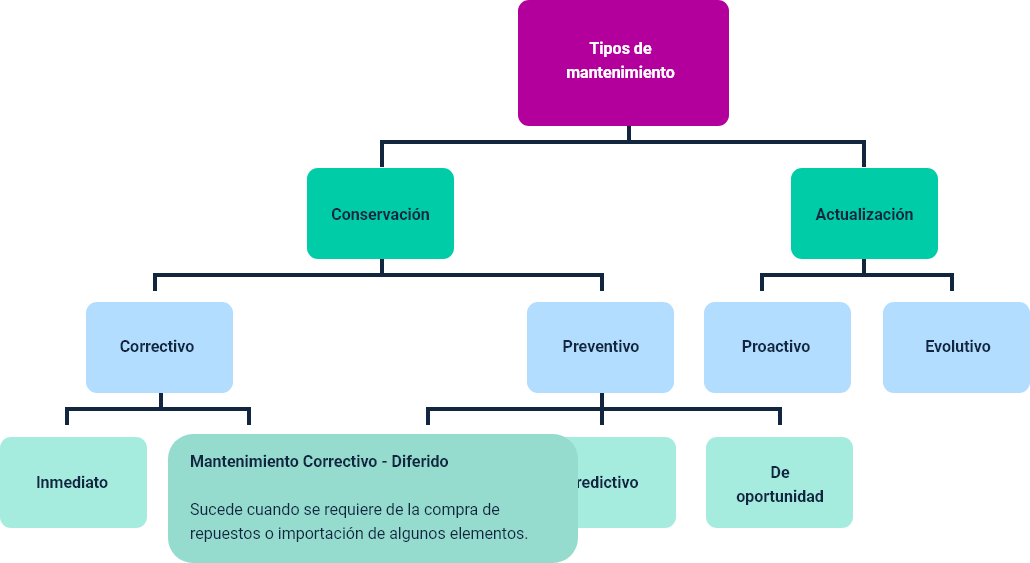 Tipos de
mantenimiento
Conservación
Actualización
Correctivo
Preventivo
Proactivo
Evolutivo
Inmediato
Mantenimiento Correctivo - Diferido
Sucede cuando se requiere de la compra de
repuestos o importación de algunos elementos.
redictivo
De
oportunidad